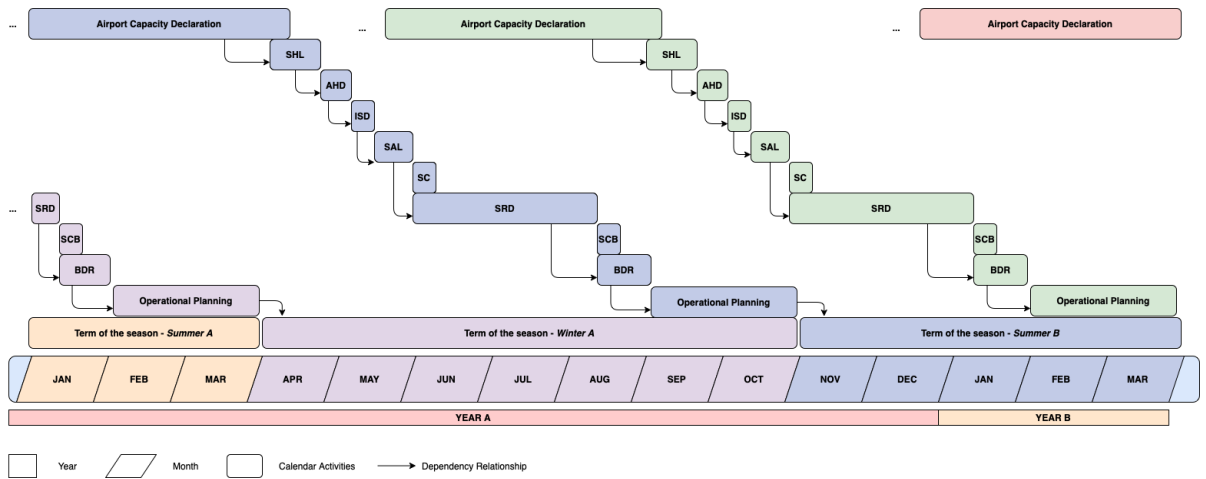 ... Airport Capacity Declaration ... Airport Capacity Declaration ... Airport Capacity Declaration
SHL SHL
AHD AHD
ISD ISD
SAL SAL
SC SC
... SRD SRD SRD
SCB SCB SCB
BDR BDR BDR
Operational Planning Operational Planning Operational Planning
Term of the season - Summer A Term of the season - Winter A Term of the season - Summer B
JAN FEB MAR APR MAY JUN JUL AUG SEP OCT NOV DEC JAN FEB MAR
YEAR A YEAR B
Year Month Calendar Activities Dependency Relationship